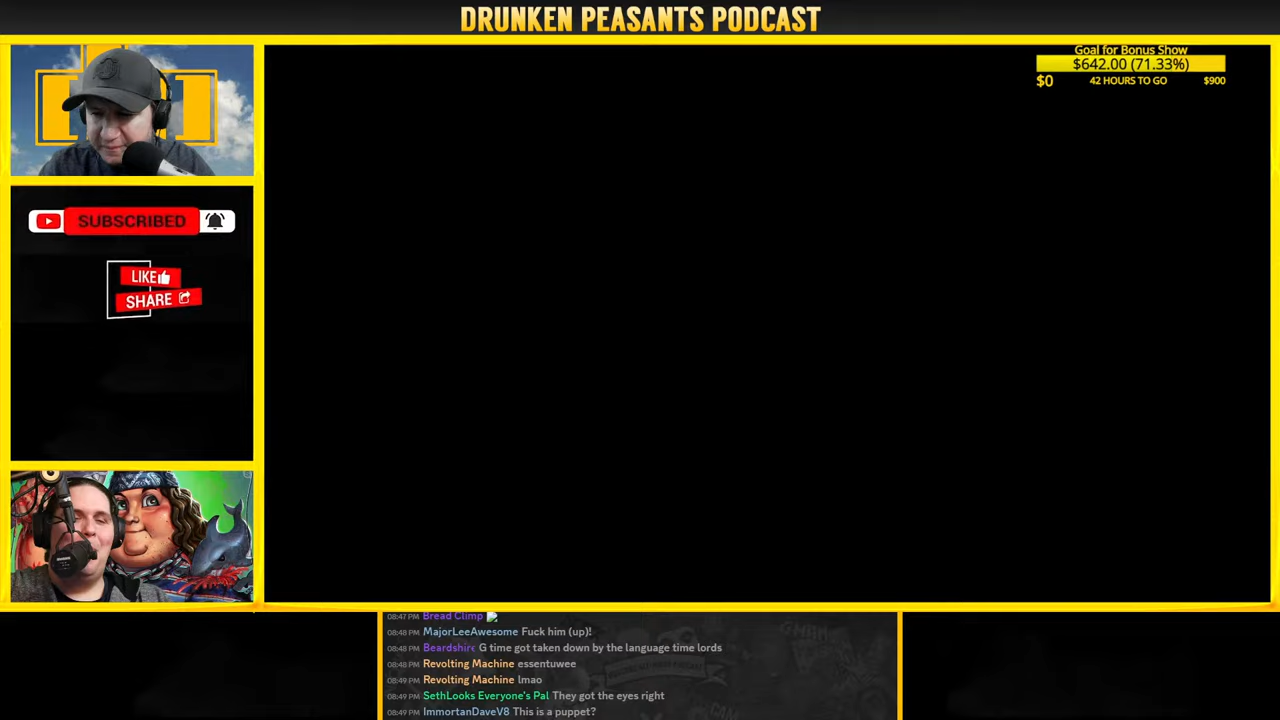 DRUNKEN PEASANTS PODCAST
Goal for Bonus Show
$642.00 (71.33%)
$0 42 HOURS TO GO $900
SUBSCRIBED
LIKE
SHARE
08:47 PM Bread Climp
08:48 PM MajorLeeAwesome Fuck him (up)!
08:48 PM Beardshire G time got taken down by the language time lords
08:48 PM Revolting Machine essentuwee
08:49 PM Revolting Machine lmao
08:49 PM SethLooks Everyone's Pal They got the eyes right
08:49 PM ImmortanDaveV8 This is a puppet?